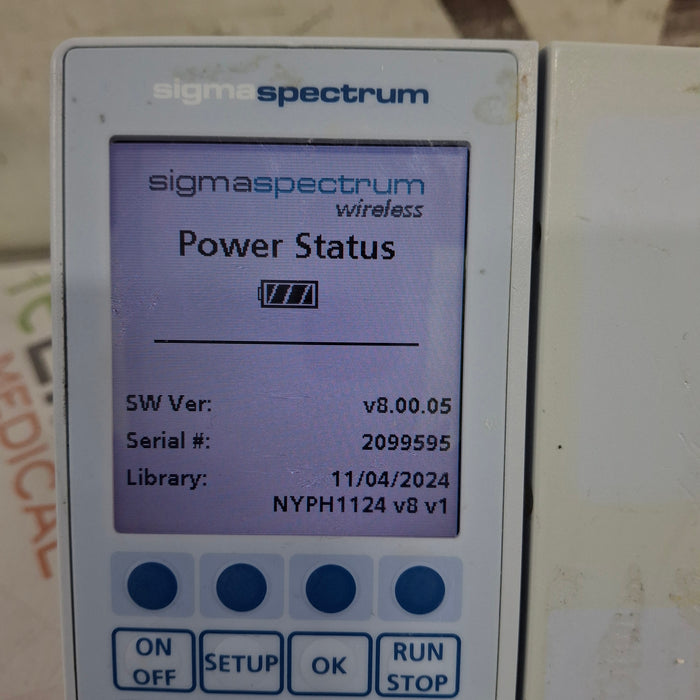 sigmaspectrum
sigmaspectrum
wireless
Power Status
SW Ver: v8.00.05
Serial #: 2099595
Library: 11/04/2024
NYPH1124 v8 v1
ON
OFF
SETUP
OK
RUN
STOP
MEDICAL